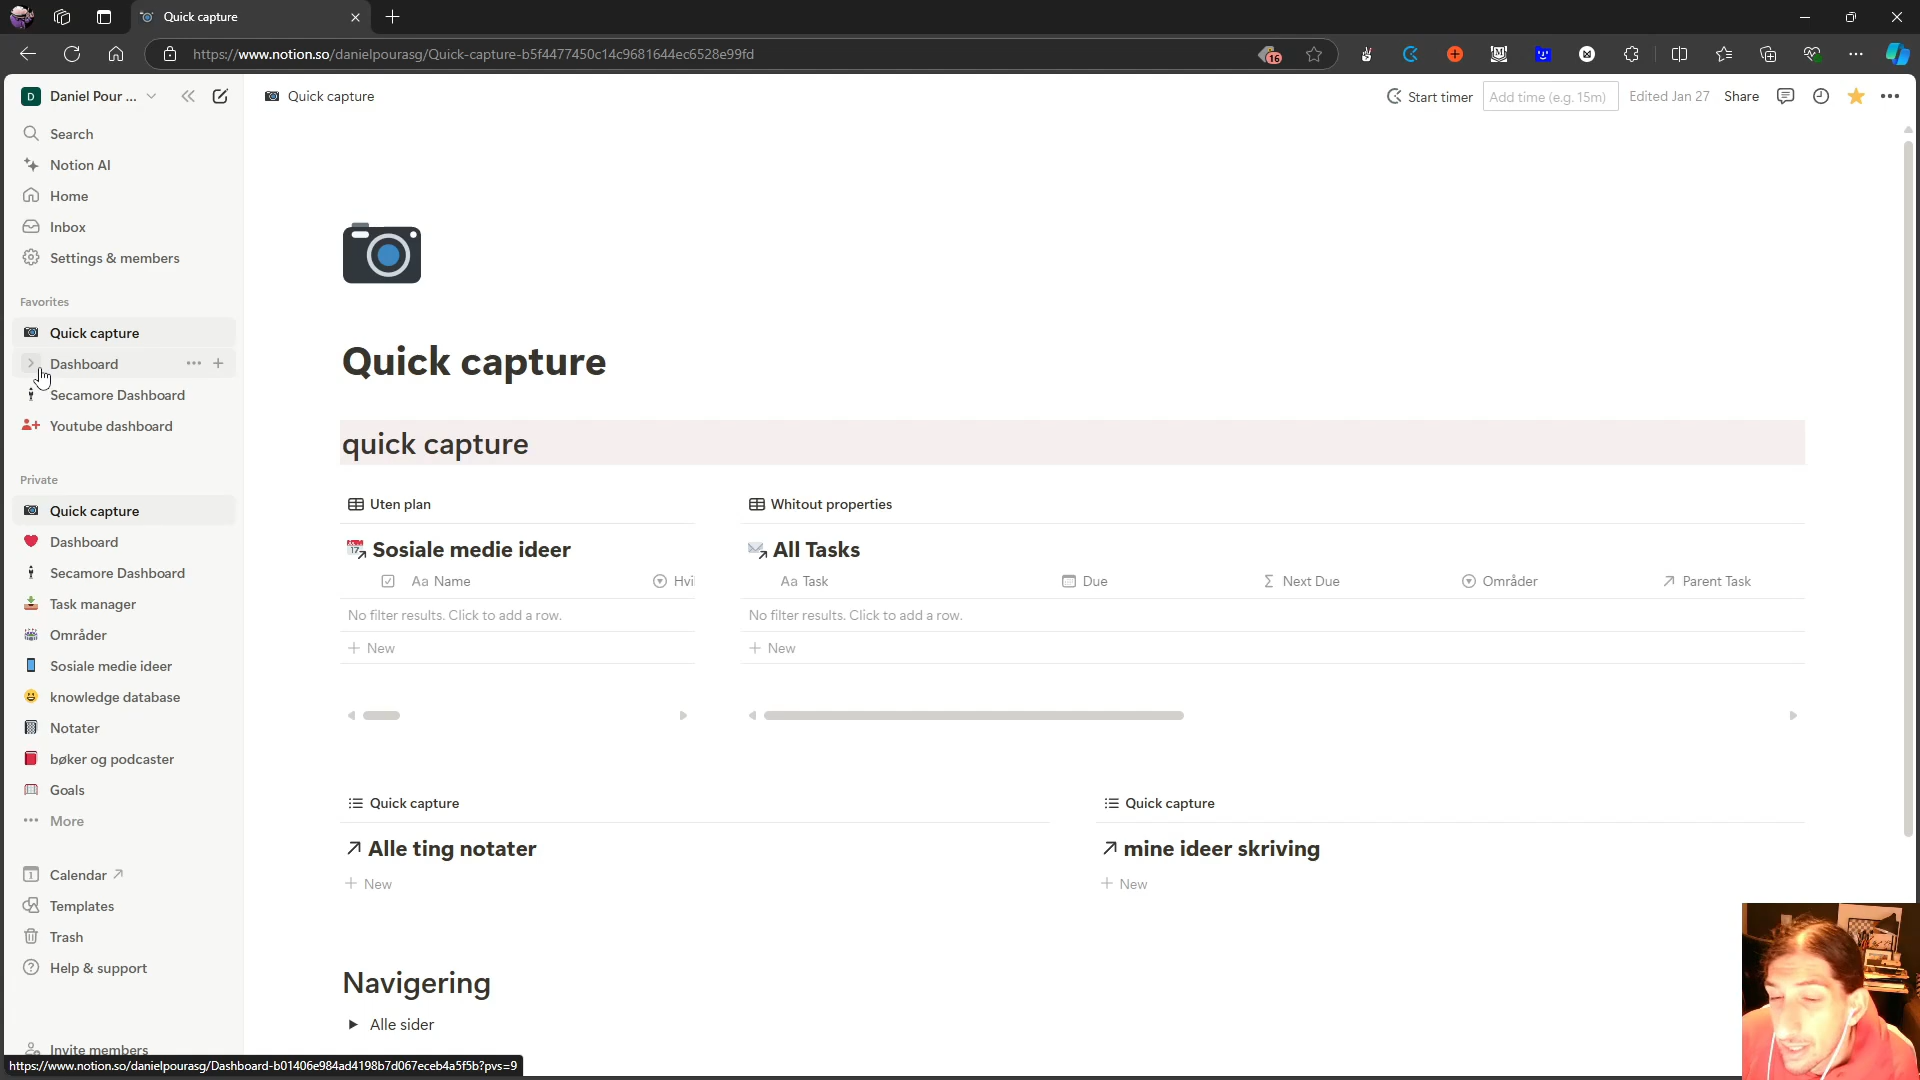 Quick capture
https://www.notion.so/danielpourasg/Quick-capture-b5f4477450c14c9681644ec6528e99fd
16
D Daniel Pour ...
Quick capture
Start timer
Add time (e.g. 15m)
Edited Jan 27
Share
Search
Notion AI
Home
Inbox
Settings & members
Favorites
Quick capture
Dashboard
Secamore Dashboard
Youtube dashboard
Private
Quick capture
Dashboard
Secamore Dashboard
Task manager
Områder
Sosiale medie ideer
knowledge database
Notater
bøker og podcaster
Goals
More
Calendar
Templates
Trash
Help & support
Invite members
https://www.notion.so/danielpourasg/Dashboard-b01406e984ad4198b7d067eceb4a5f5b?pvs=9
Quick capture
quick capture
Uten plan
Sosiale medie ideer
Aa Name
Hvi
No filter results. Click to add a row.
New
Whitout properties
All Tasks
Aa Task
Due
Next Due
Områder
Parent Task
No filter results. Click to add a row.
New
Quick capture
Alle ting notater
New
Quick capture
mine ideer skriving
New
Navigering
Alle sider